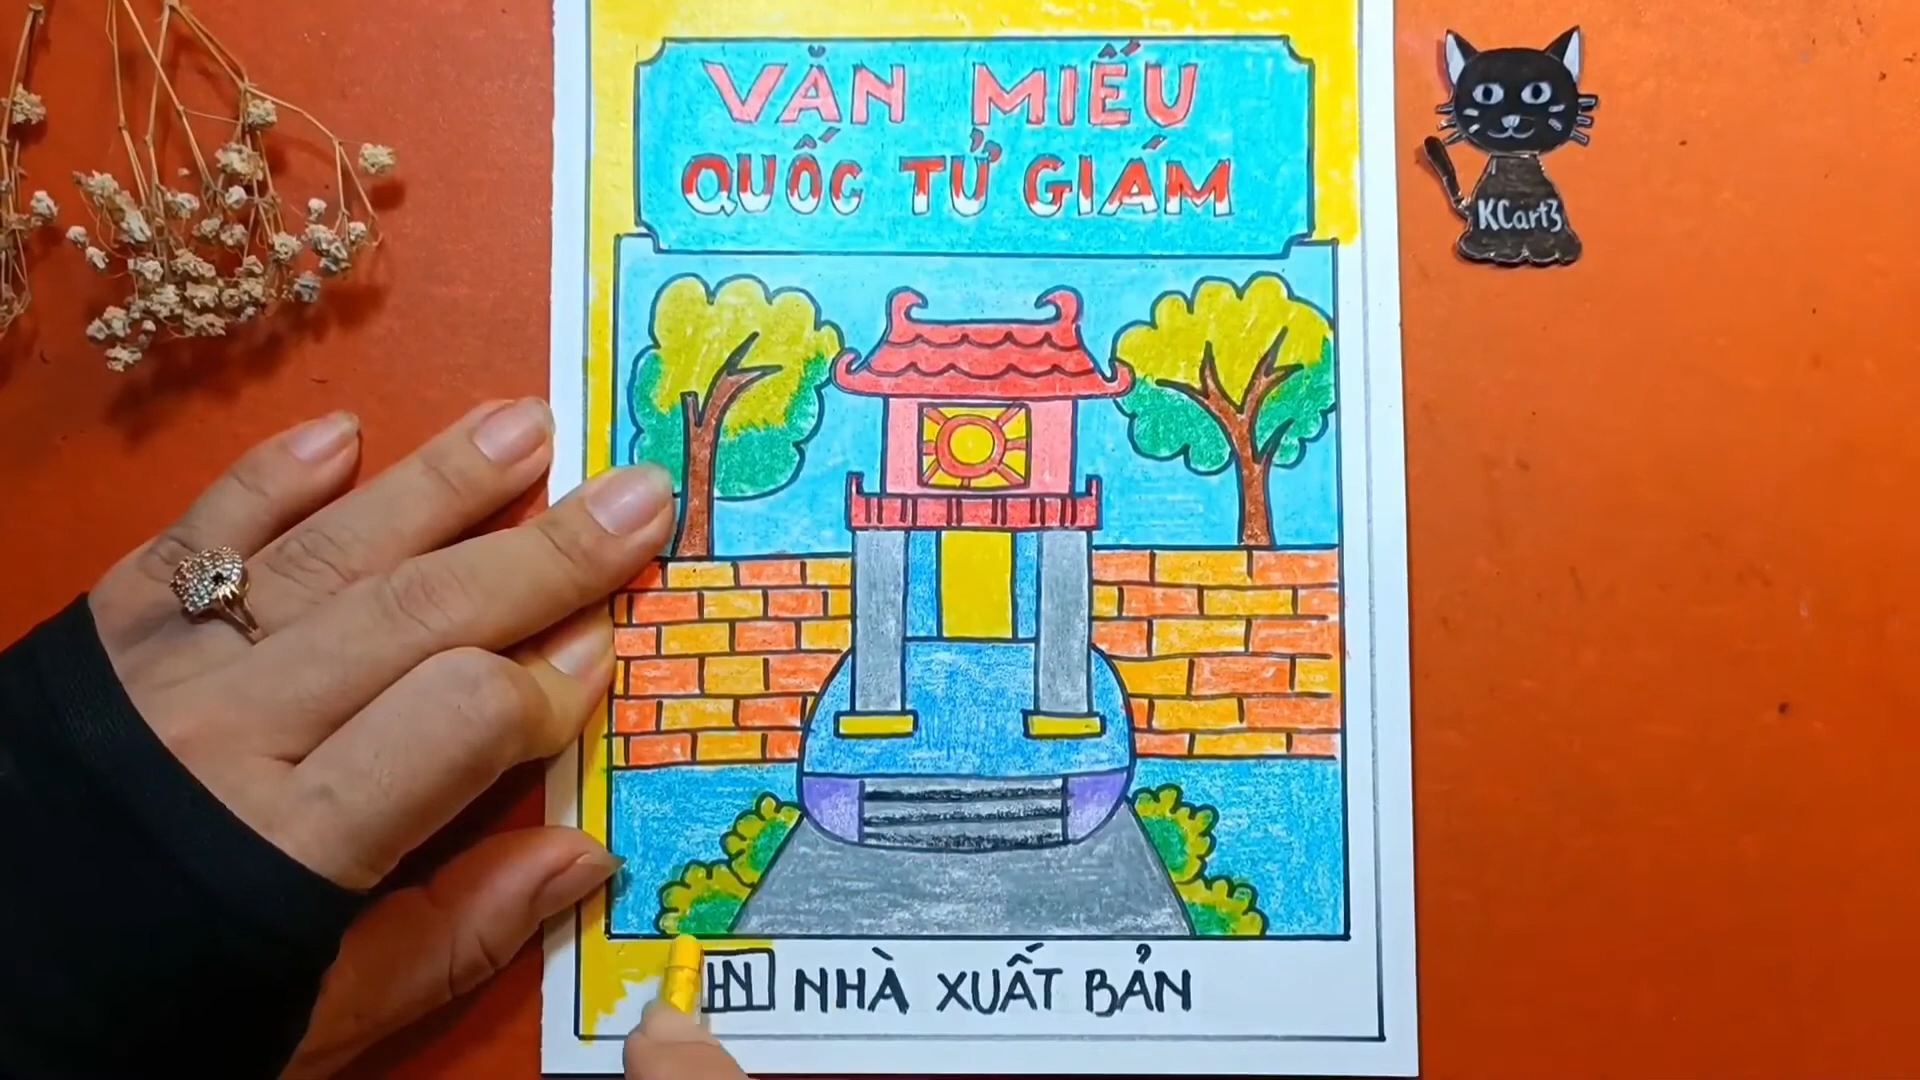 VĂN MIẾU
QUỐC TỬ GIÁM
KCart3
HN NHÀ XUẤT BẢN